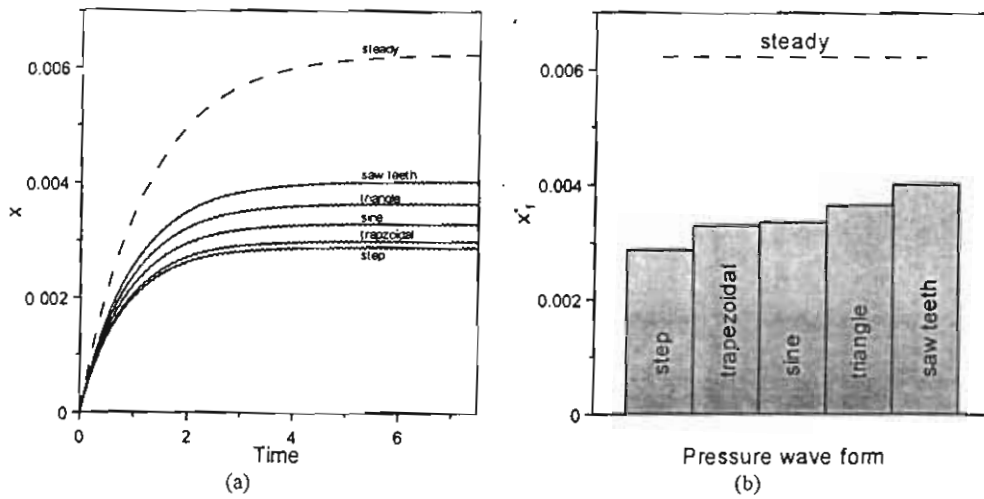 steady
0.006
saw teeth
0.004
triangle
sine
trapzoidal
step
0.002
0
x
0
2
4
6
Time
(a)
steady
0.006
0.004
x*f
0.002
0
step
trapezoidal
sine
triangle
saw teeth
Pressure wave form
(b)